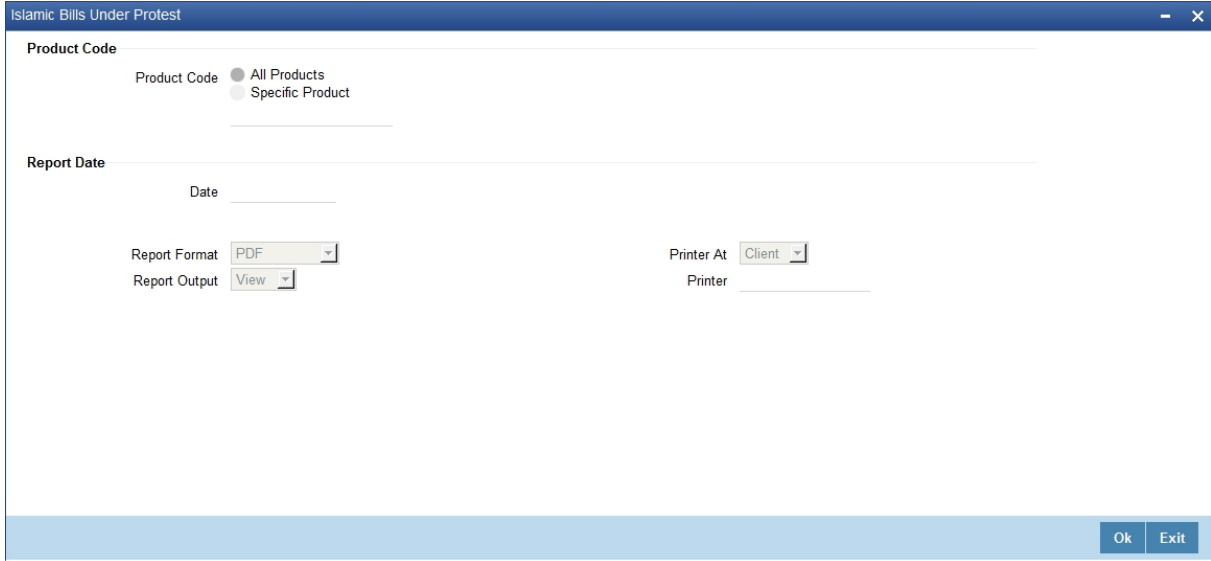 Islamic Bills Under Protest
Product Code
Product Code All Products
Specific Product
Report Date
Date
Report Format PDF Printer At Client
Report Output View Printer
Ok Exit